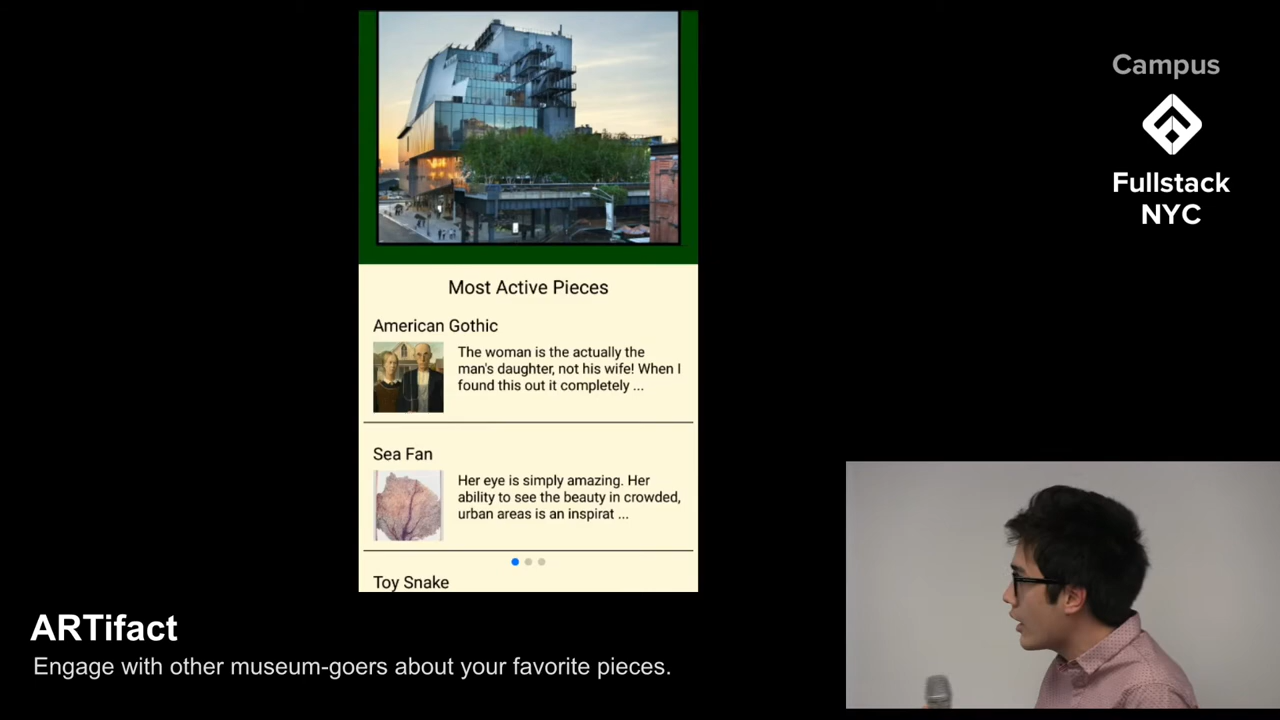 Campus
Fullstack
NYC
Most Active Pieces
American Gothic
The woman is the actually the
man's daughter, not his wife! When I
found this out it completely ...
Sea Fan
Her eye is simply amazing. Her
ability to see the beauty in crowded,
urban areas is an inspirat ...
Toy Snake
ARTifact
Engage with other museum-goers about your favorite pieces.